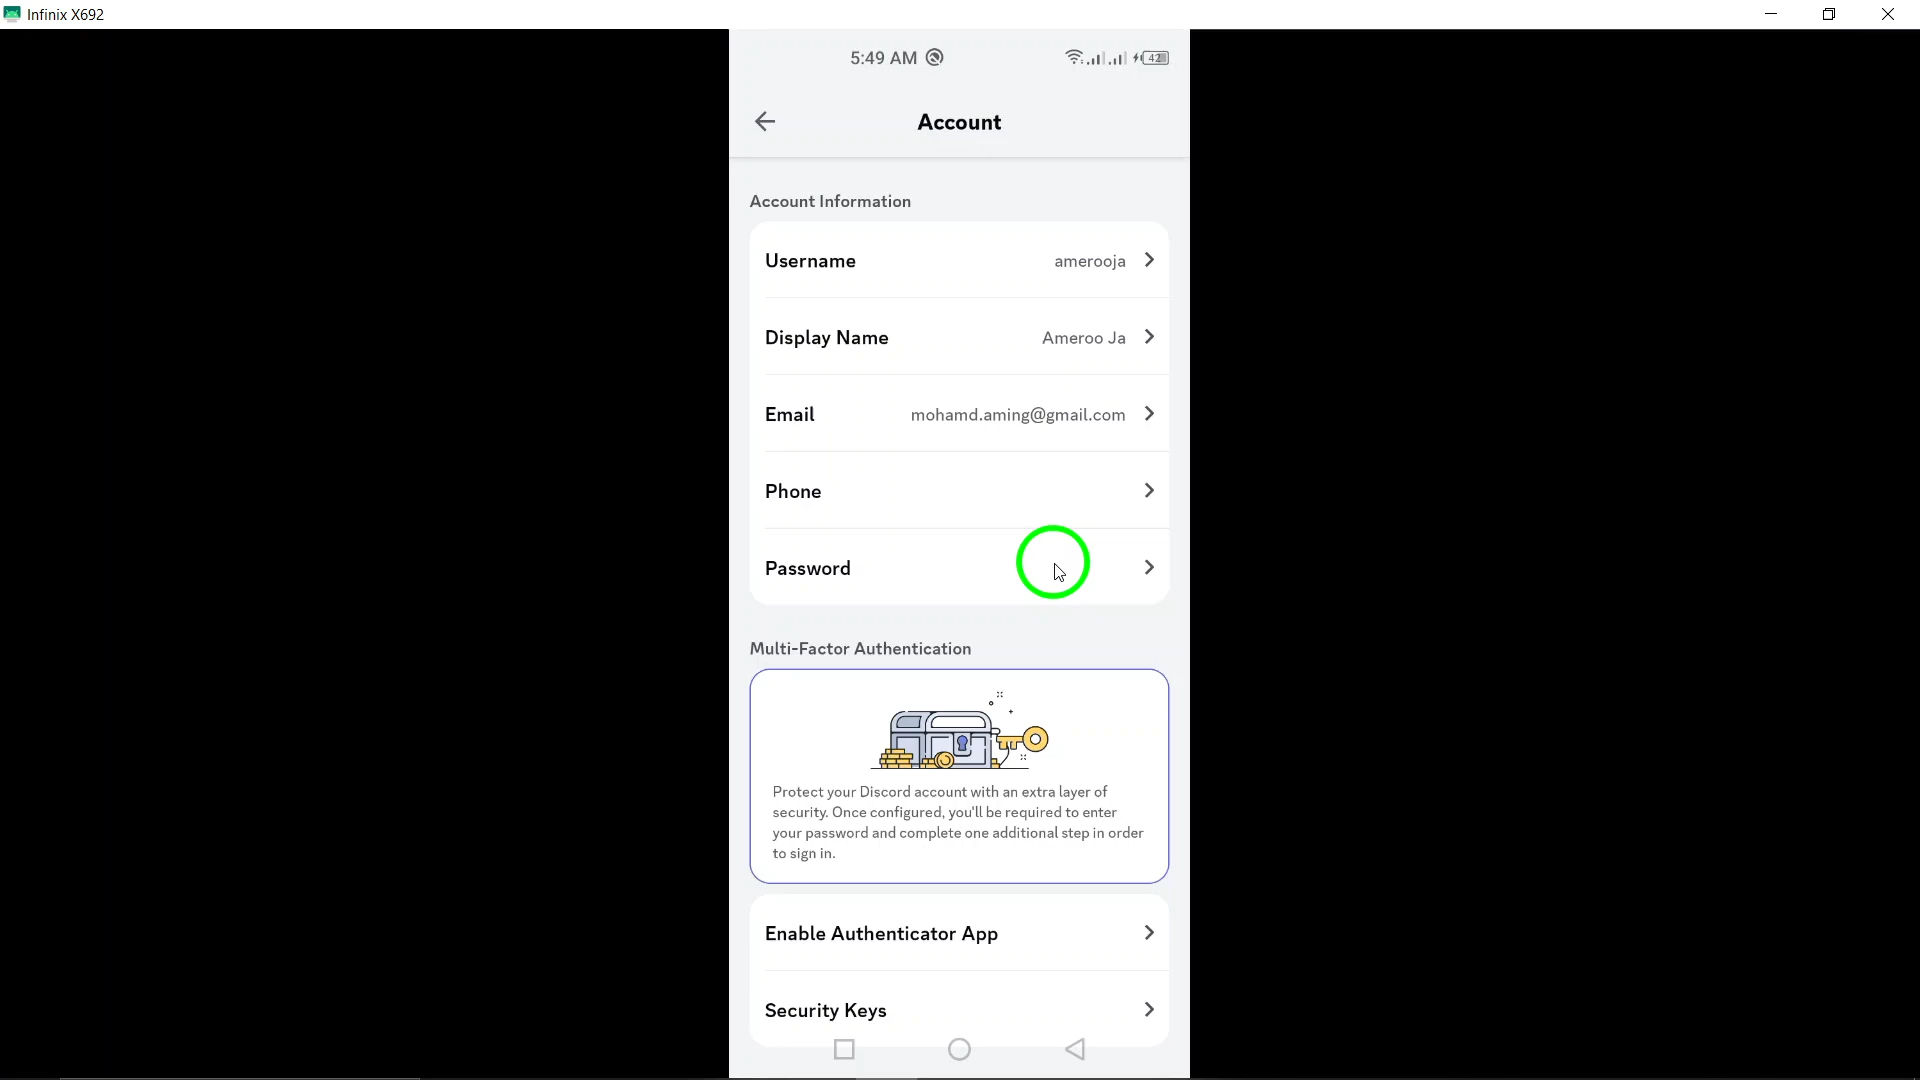 Infinix X692
5:49 AM
42
Account
Account Information
Username amerooja
Display Name Ameroo Ja
Email mohamd.aming@gmail.com
Phone
Password
Multi-Factor Authentication
Protect your Discord account with an extra layer of
security. Once configured, you'll be required to enter
your password and complete one additional step in order
to sign in.
Enable Authenticator App
Security Keys